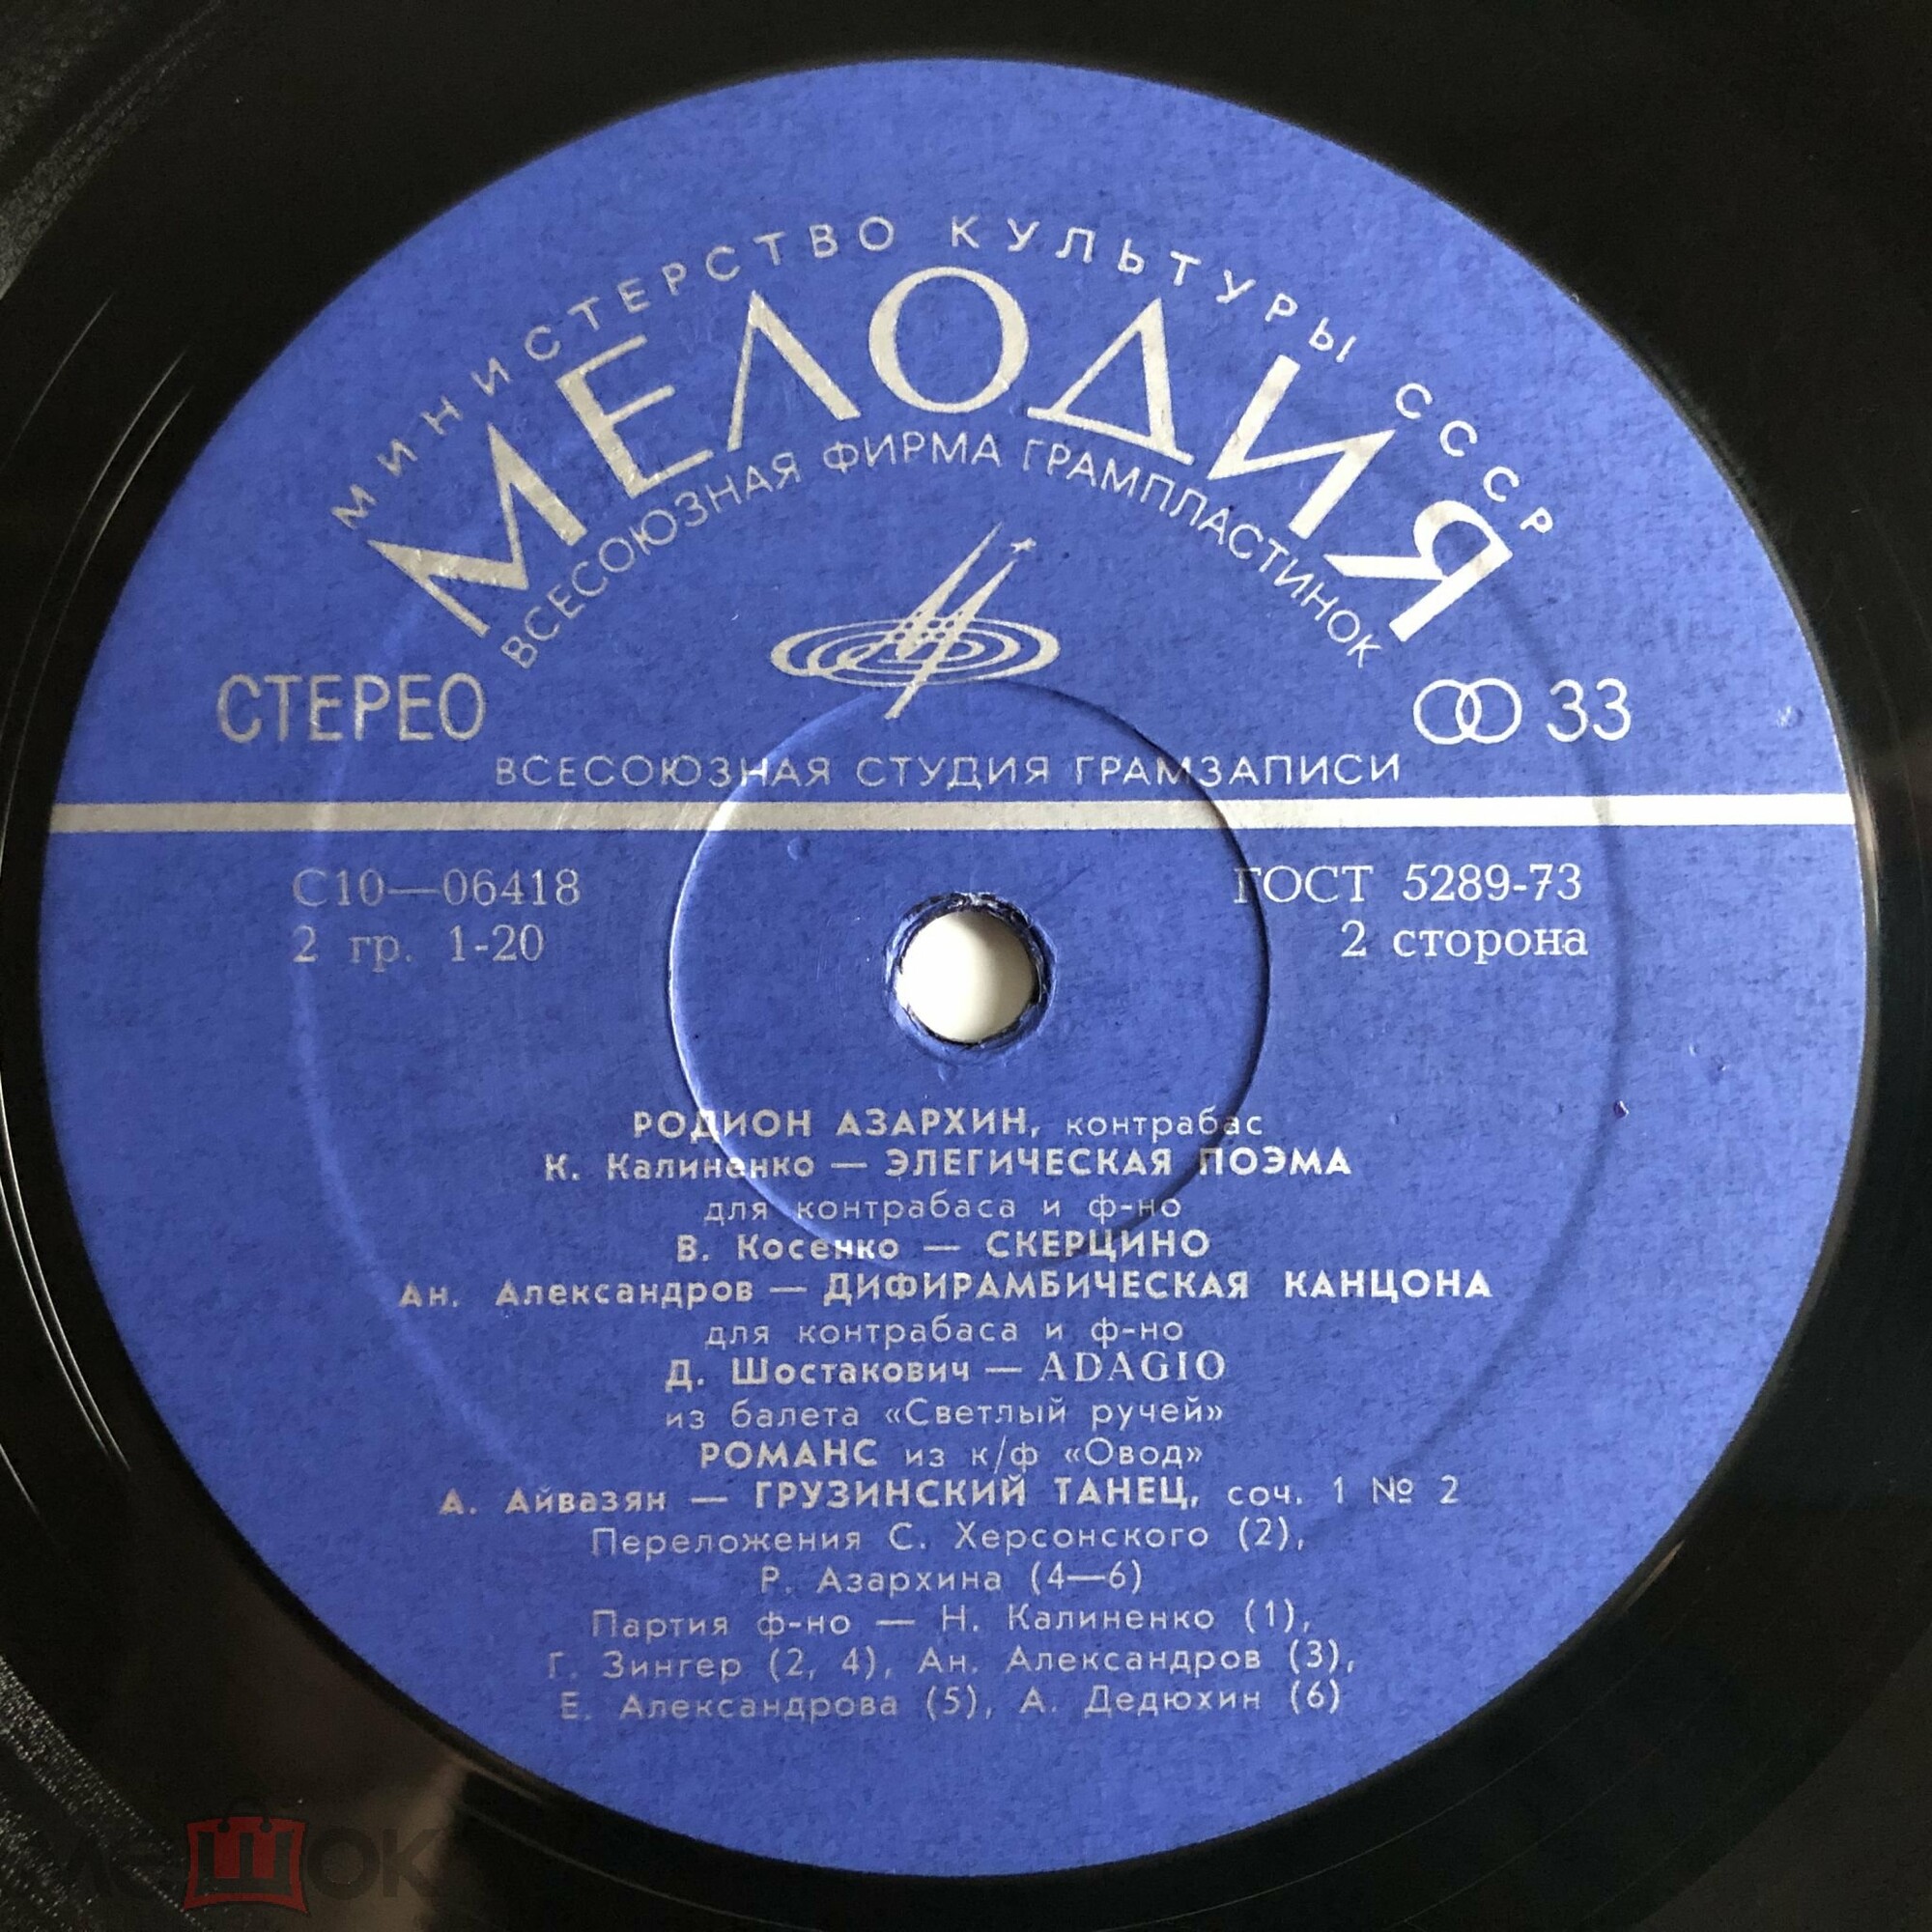 МИНИСТЕРСТВО КУЛЬТУРЫ СССР
МЕЛОДИЯ
ВСЕСОЮЗНАЯ ФИРМА ГРАМПЛАСТИНОК
СТЕРЕО
33
ВСЕСОЮЗНАЯ СТУДИЯ ГРАМЗАПИСИ
С10—06418
ГОСТ 5289-73
2 гр. 1-20
2 сторона
РОДИОН АЗАРХИН, контрабас
К. Калиненко — ЭЛЕГИЧЕСКАЯ ПОЭМА
для контрабаса и ф-но
В. Косенко — СКЕРЦИНО
Ан. Александров — ДИФИРАМБИЧЕСКАЯ КАНЦОНА
для контрабаса и ф-но
Д. Шостакович — ADAGIO
из балета «Светлый ручей»
РОМАНС из к/ф «Овод»
А. Айвазян — ГРУЗИНСКИЙ ТАНЕЦ, соч. 1 № 2
Переложения С. Херсонского (2),
Р. Азархина (4—6)
Партия ф-но — Н. Калиненко (1),
Г. Зингер (2, 4), Ан. Александров (3),
Е. Александрова (5), А. Дедюхин (6)
мешок